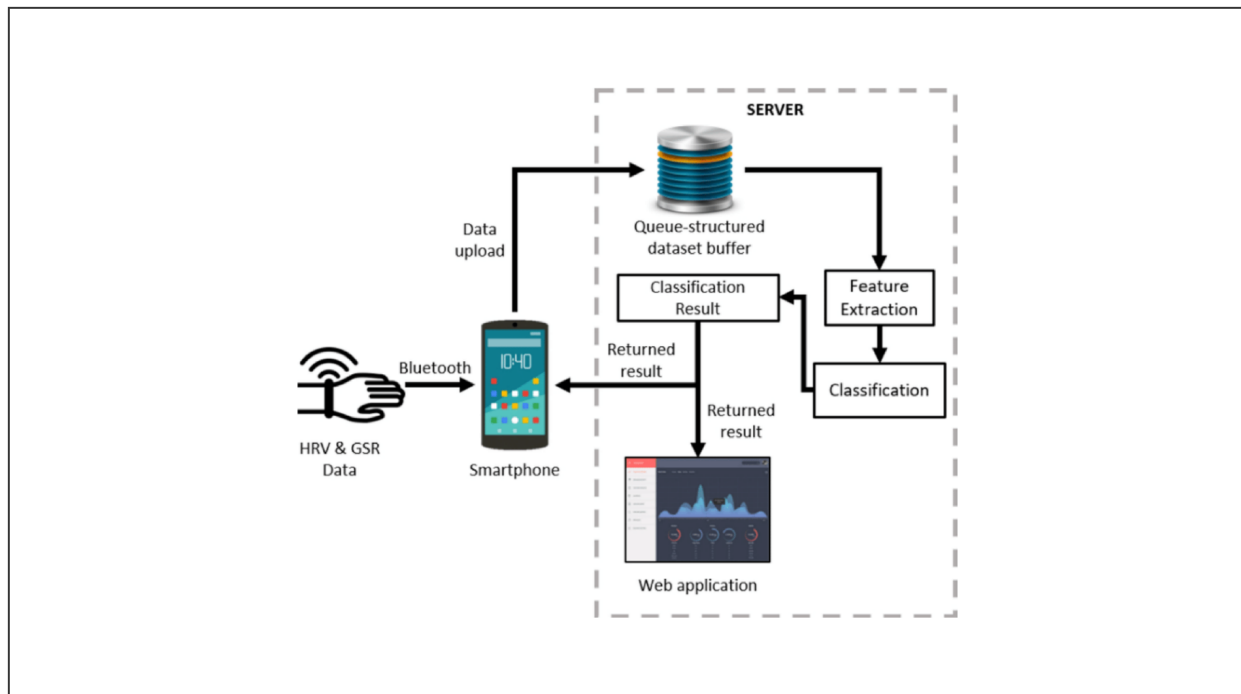 SERVER
Queue-structured
dataset buffer
Data
upload
Feature
Extraction
Classification
Result
Classification
Returned
result
Returned
result
Bluetooth
10:40
HRV & GSR
Data
Smartphone
Web application